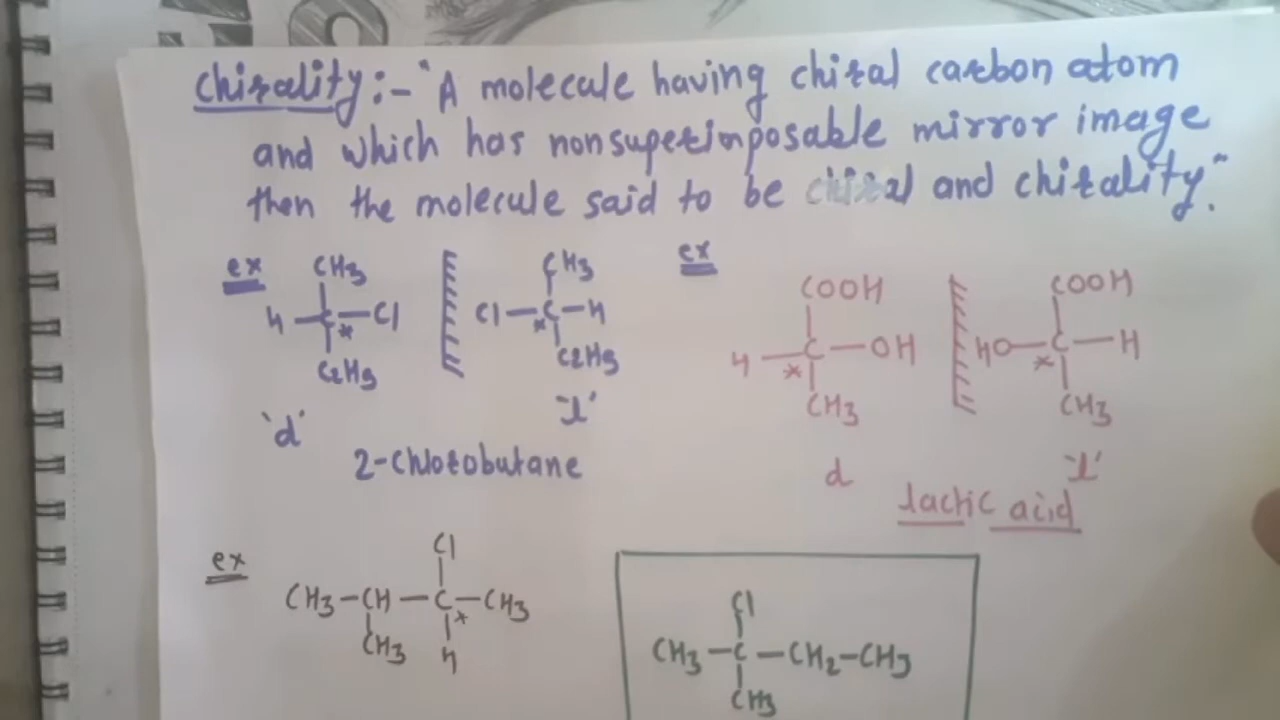 chirality:- "A molecule having chiral carbon atom
and which has nonsuperimposable mirror image
then the molecule said to be chiral and chirality".
ex
CH3
H-C*-Cl
C2H5
'd'
CH3
Cl-C*-H
C2H5
'l'
2-chlorobutane
ex
COOH
H-C*-OH
CH3
d
COOH
HO-C*-H
CH3
'l'
lactic acid
ex
Cl
CH3-CH-C*-CH3
CH3 H
Cl
CH3-C-CH2-CH3
CH3